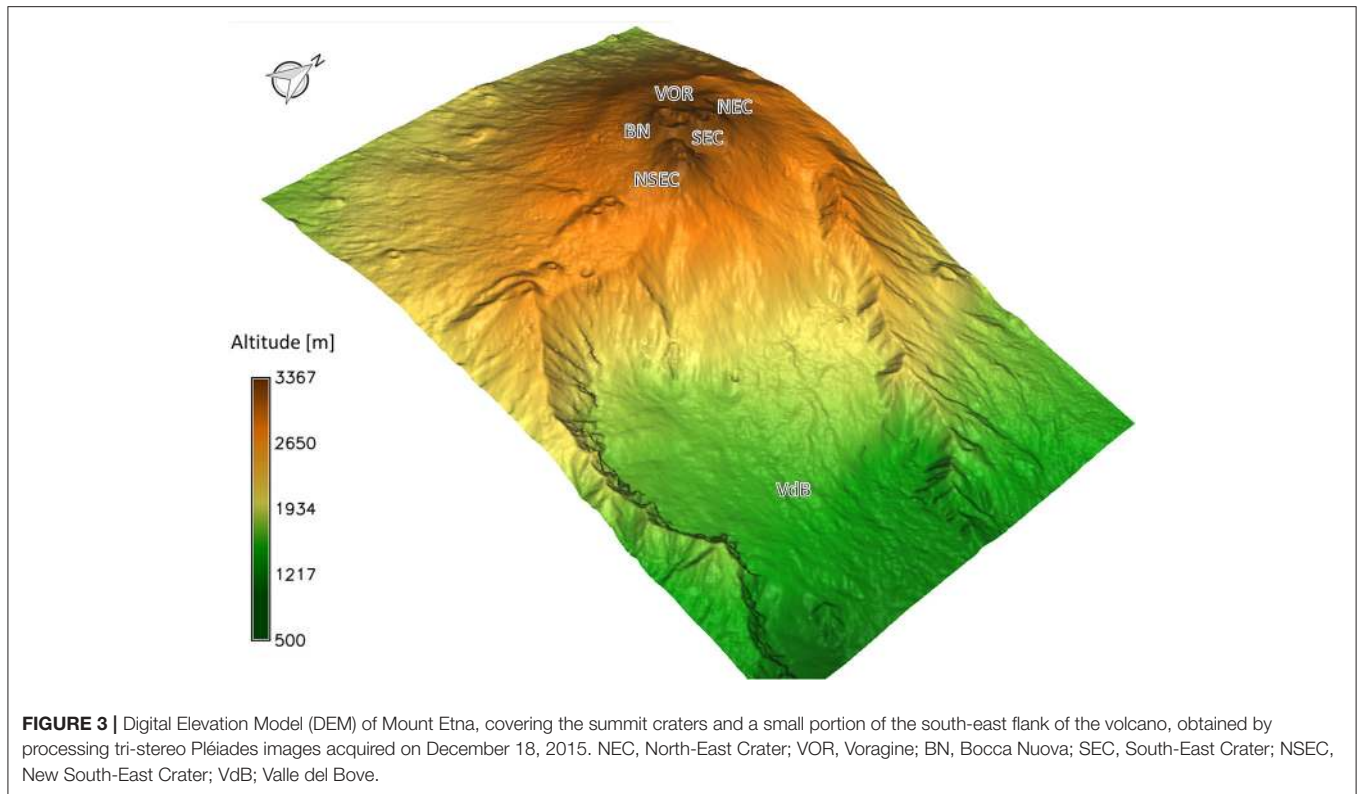 N
VOR
NEC
BN
SEC
NSEC
Altitude [m]
3367
2650
1934
1217
500
VdB
FIGURE 3 | Digital Elevation Model (DEM) of Mount Etna, covering the summit craters and a small portion of the south-east flank of the volcano, obtained by
processing tri-stereo Pléiades images acquired on December 18, 2015. NEC, North-East Crater; VOR, Voragine; BN, Bocca Nuova; SEC, South-East Crater; NSEC,
New South-East Crater; VdB; Valle del Bove.